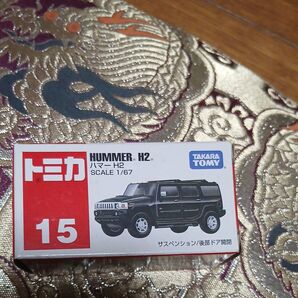 トミカ
15
HUMMER® H2®
ハマー H2
SCALE 1/67
TAKARA
TOMY
サスペンション/後部ドア開閉